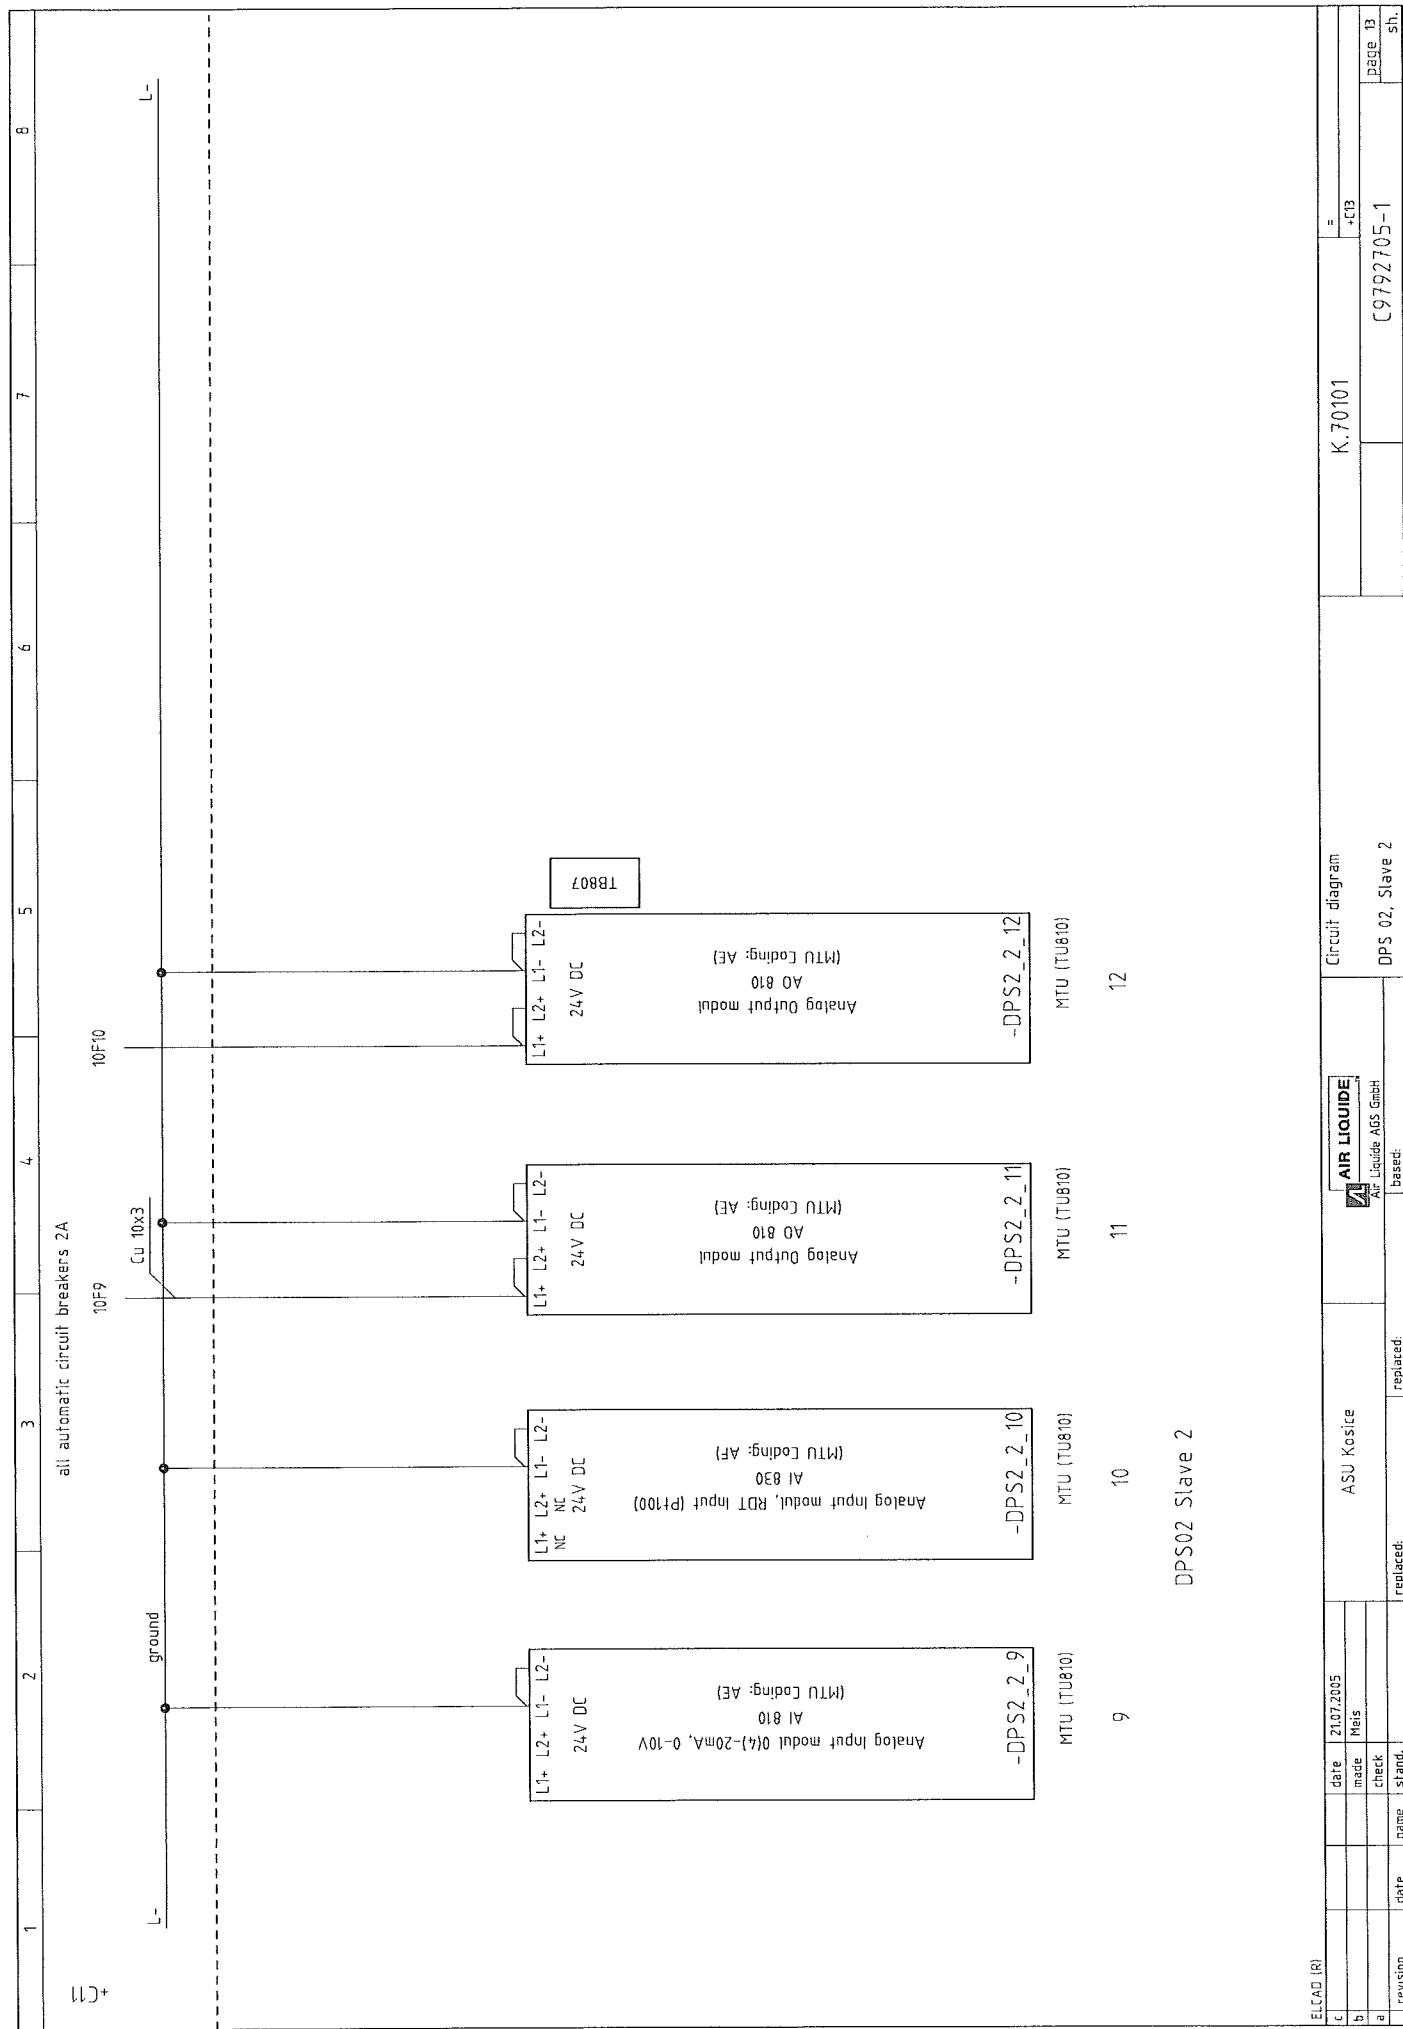 1 2 3 4 5 6 7 8
+C11
all automatic circuit breakers 2A
10F9
10F10
L-
ground
Cu 10x3
L-
L1+ L2+ L1- L2-
24V DC
Analog Input modul 0(4)-20mA, 0-10V
AI 810
(MTU Coding: AE)
-DPS2_2_9
MTU (TU810)
9
L1+ L2+ L1- L2-
NC NC
24V DC
Analog Input modul, RDT Input (Pt100)
AI 830
(MTU Coding: AF)
-DPS2_2_10
MTU (TU810)
10
L1+ L2+ L1- L2-
24V DC
Analog Output modul
AO 810
(MTU Coding: AE)
-DPS2_2_11
MTU (TU810)
11
L1+ L2+ L1- L2-
24V DC
Analog Output modul
AO 810
(MTU Coding: AE)
-DPS2_2_12
MTU (TU810)
12
TB807
DPS02 Slave 2
ELCAD (R)
c
b
a
revision date name stand.
date 21.07.2005
made Meis
check
ASU Kosice
replaced:
replaced:
AIR LIQUIDE
Air Liquide AGS GmbH
based:
Circuit diagram
DPS 02, Slave 2
K.70101
=
+C13
C9792705-1
page 13
sh.